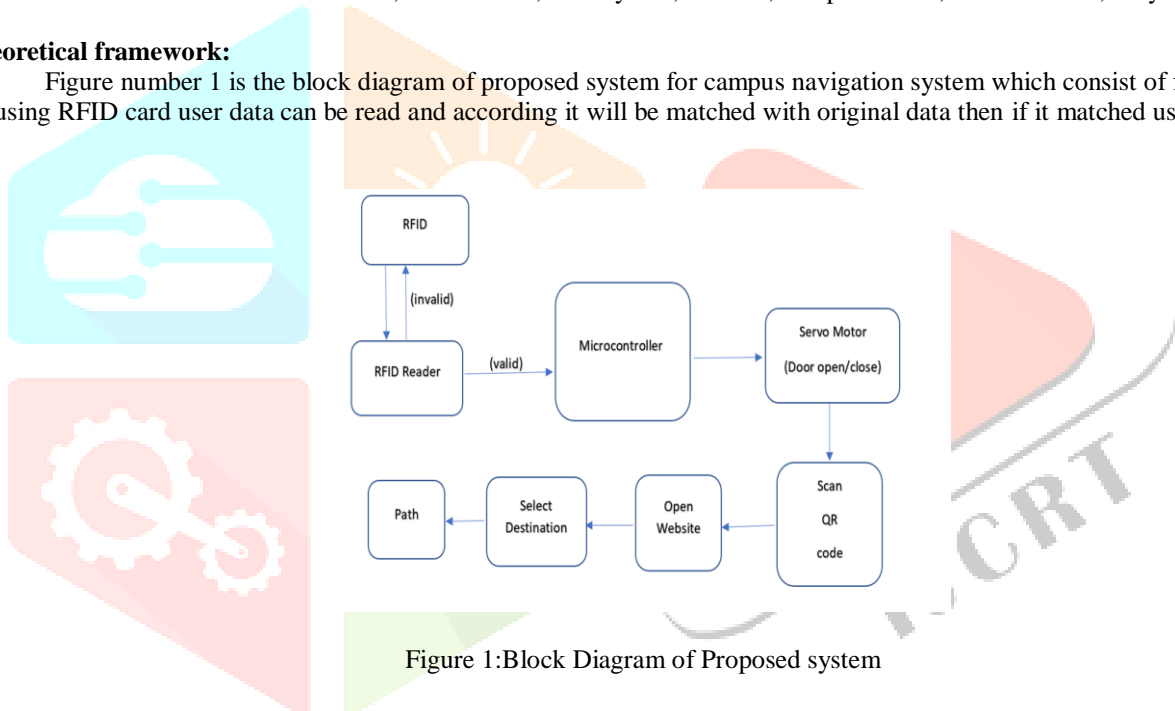 eoretical framework:
Figure number 1 is the block diagram of proposed system for campus navigation system which consist of
using RFID card user data can be read and according it will be matched with original data then if it matched us
RFID
(invalid)
RFID Reader
(valid)
Microcontroller
Servo Motor
(Door open/close)
Scan
QR
code
Open
Website
Select
Destination
Path
CRT
Figure 1:Block Diagram of Proposed system